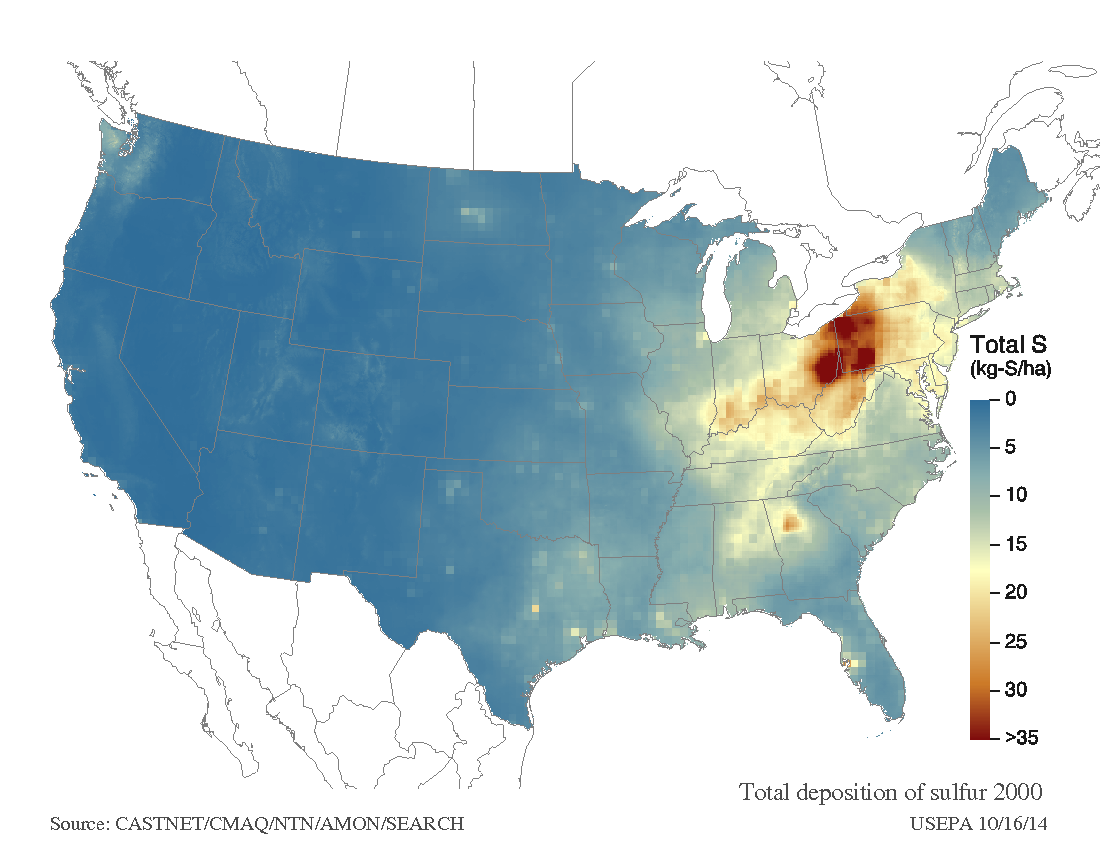 Total S
(kg-S/ha)
0
5
10
15
20
25
30
>35
Total deposition of sulfur 2000
Source: CASTNET/CMAQ/NTN/AMON/SEARCH
USEPA 10/16/14